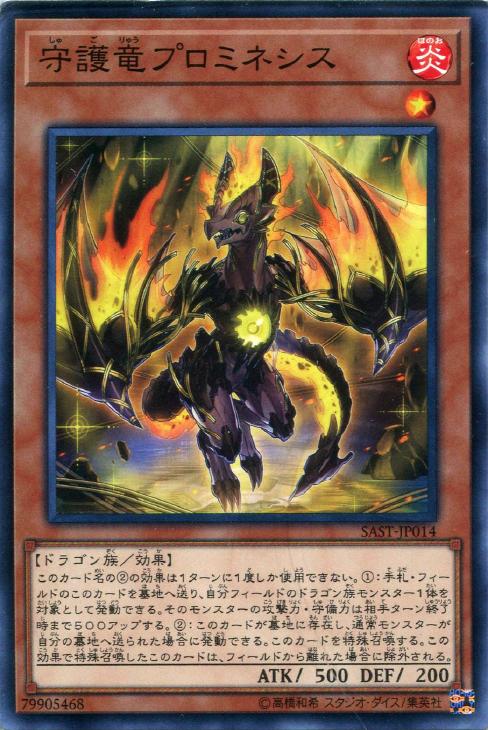 守護竜プロミネシス
炎
SAST-JP014
【ドラゴン族／効果】
このカード名の②の効果は1ターンに1度しか使用できない。①：手札・フィー
ルドのこのカードを墓地へ送り、自分フィールドのドラゴン族モンスター1体を
対象として発動できる。そのモンスターの攻撃力・守備力は相手ターン終了
時まで500アップする。②：このカードが墓地に存在し、通常モンスターが
自分の墓地へ送られた場合に発動できる。このカードを特殊召喚する。この
効果で特殊召喚したこのカードは、フィールドから離れた場合に除外される。
ATK/ 500 DEF/ 200
79905468
©高橋和希 スタジオ・ダイス/集英社